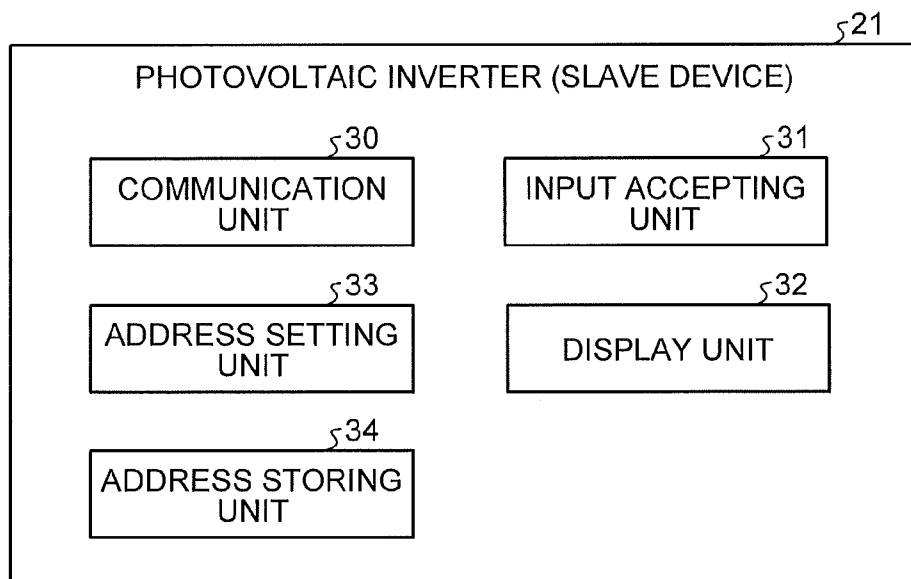 21
PHOTOVOLTAIC INVERTER (SLAVE DEVICE)
30
COMMUNICATION
UNIT
31
INPUT ACCEPTING
UNIT
33
ADDRESS SETTING
UNIT
32
DISPLAY UNIT
34
ADDRESS STORING
UNIT